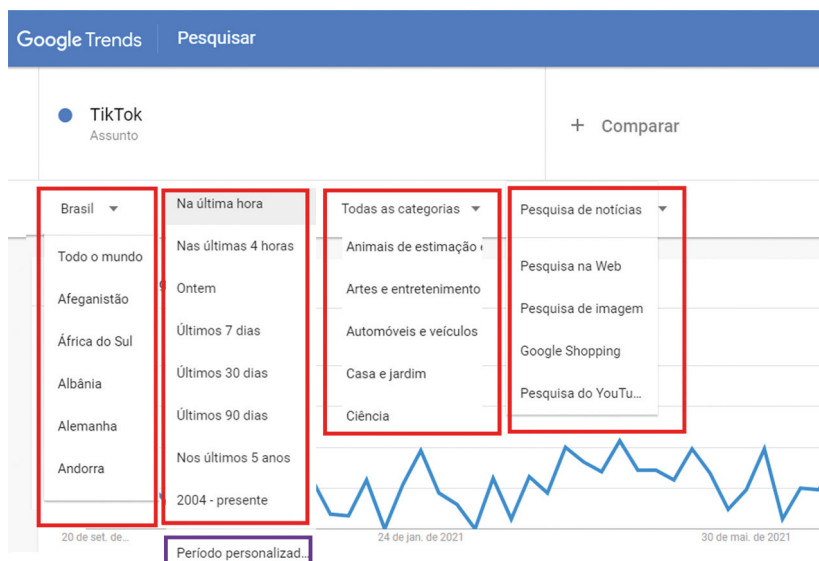 Google Trends
Pesquisar
TikTok
Assunto
+ Comparar
Brasil
Todo o mundo
Afeganistão
África do Sul
Albânia
Alemanha
Andorra
Na última hora
Nas últimas 4 horas
Ontem
Últimos 7 dias
Últimos 30 dias
Últimos 90 dias
Nos últimos 5 anos
2004 - presente
Período personalizad...
Todas as categorias
Animais de estimação
Artes e entretenimento
Automóveis e veículos
Casa e jardim
Ciência
Pesquisa de notícias
Pesquisa na Web
Pesquisa de imagem
Google Shopping
Pesquisa do YouTu...
20 de set. de...
24 de jan. de 2021
30 de mai. de 2021